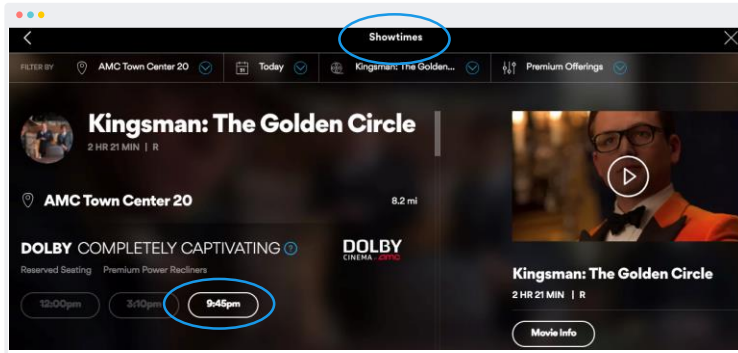 Showtimes
FILTER BY AMC Town Center 20 Today Kingsman: The Golden... Premium Offerings
Kingsman: The Golden Circle
2 HR 21 MIN | R
AMC Town Center 20 8.2 mi
DOLBY COMPLETELY CAPTIVATING ?
DOLBY
CINEMA amc
Reserved Seating Premium Power Recliners
12:00pm 3:10pm 9:45pm
Kingsman: The Golden Circle
2 HR 21 MIN | R
Movie Info